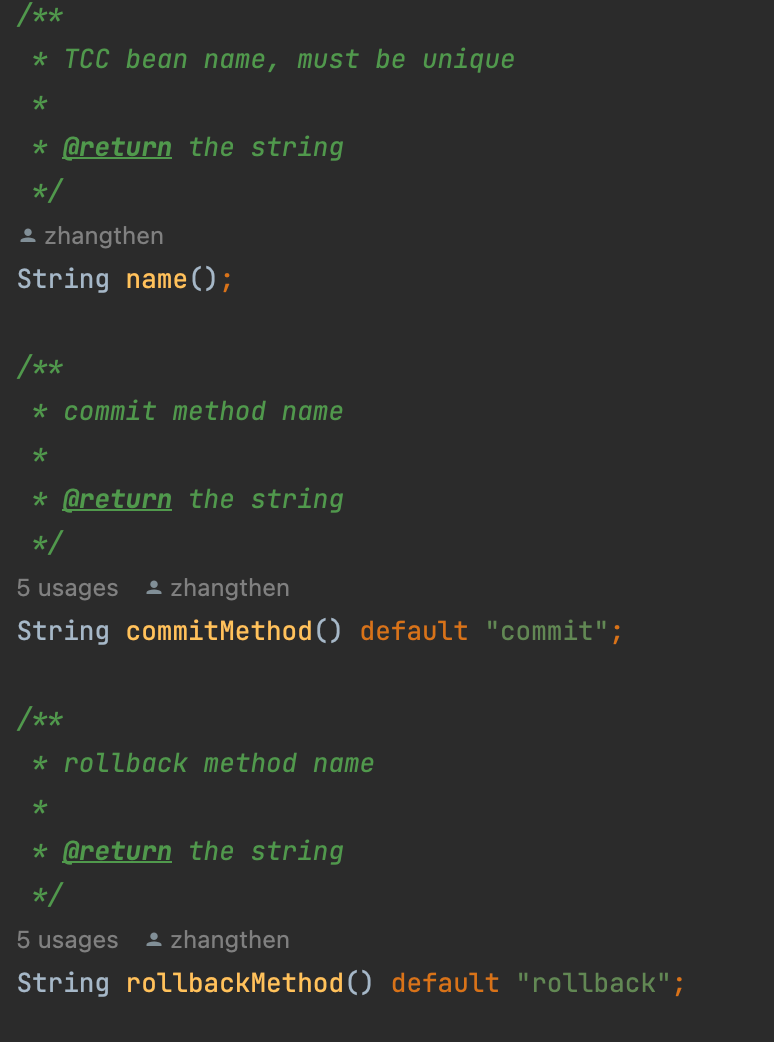 /**
 * TCC bean name, must be unique
 *
 * @return the string
 */
zhangthen
String name();
/**
 * commit method name
 *
 * @return the string
 */
5 usages zhangthen
String commitMethod() default "commit";
/**
 * rollback method name
 *
 * @return the string
 */
5 usages zhangthen
String rollbackMethod() default "rollback";